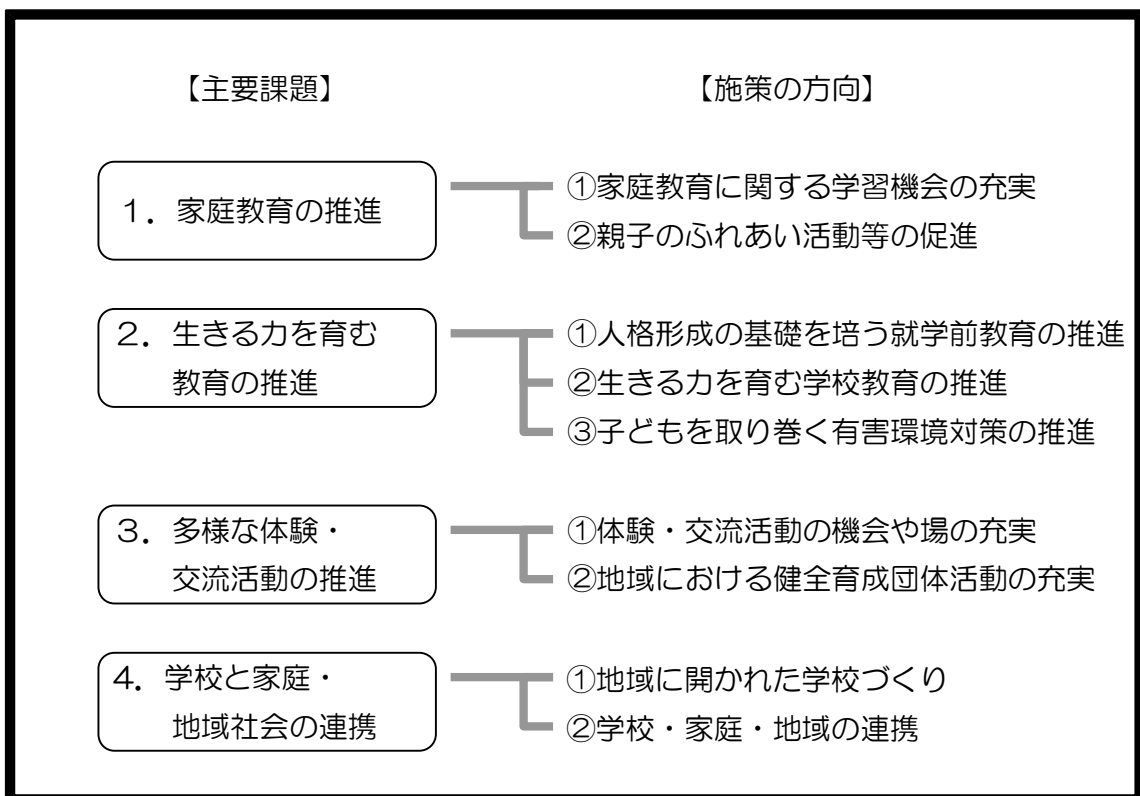 【主要課題】
【施策の方向】
１．家庭教育の推進
①家庭教育に関する学習機会の充実
②親子のふれあい活動等の促進
２．生きる力を育む
教育の推進
①人格形成の基礎を培う就学前教育の推進
②生きる力を育む学校教育の推進
③子どもを取り巻く有害環境対策の推進
３．多様な体験・
交流活動の推進
①体験・交流活動の機会や場の充実
②地域における健全育成団体活動の充実
４．学校と家庭・
地域社会の連携
①地域に開かれた学校づくり
②学校・家庭・地域の連携